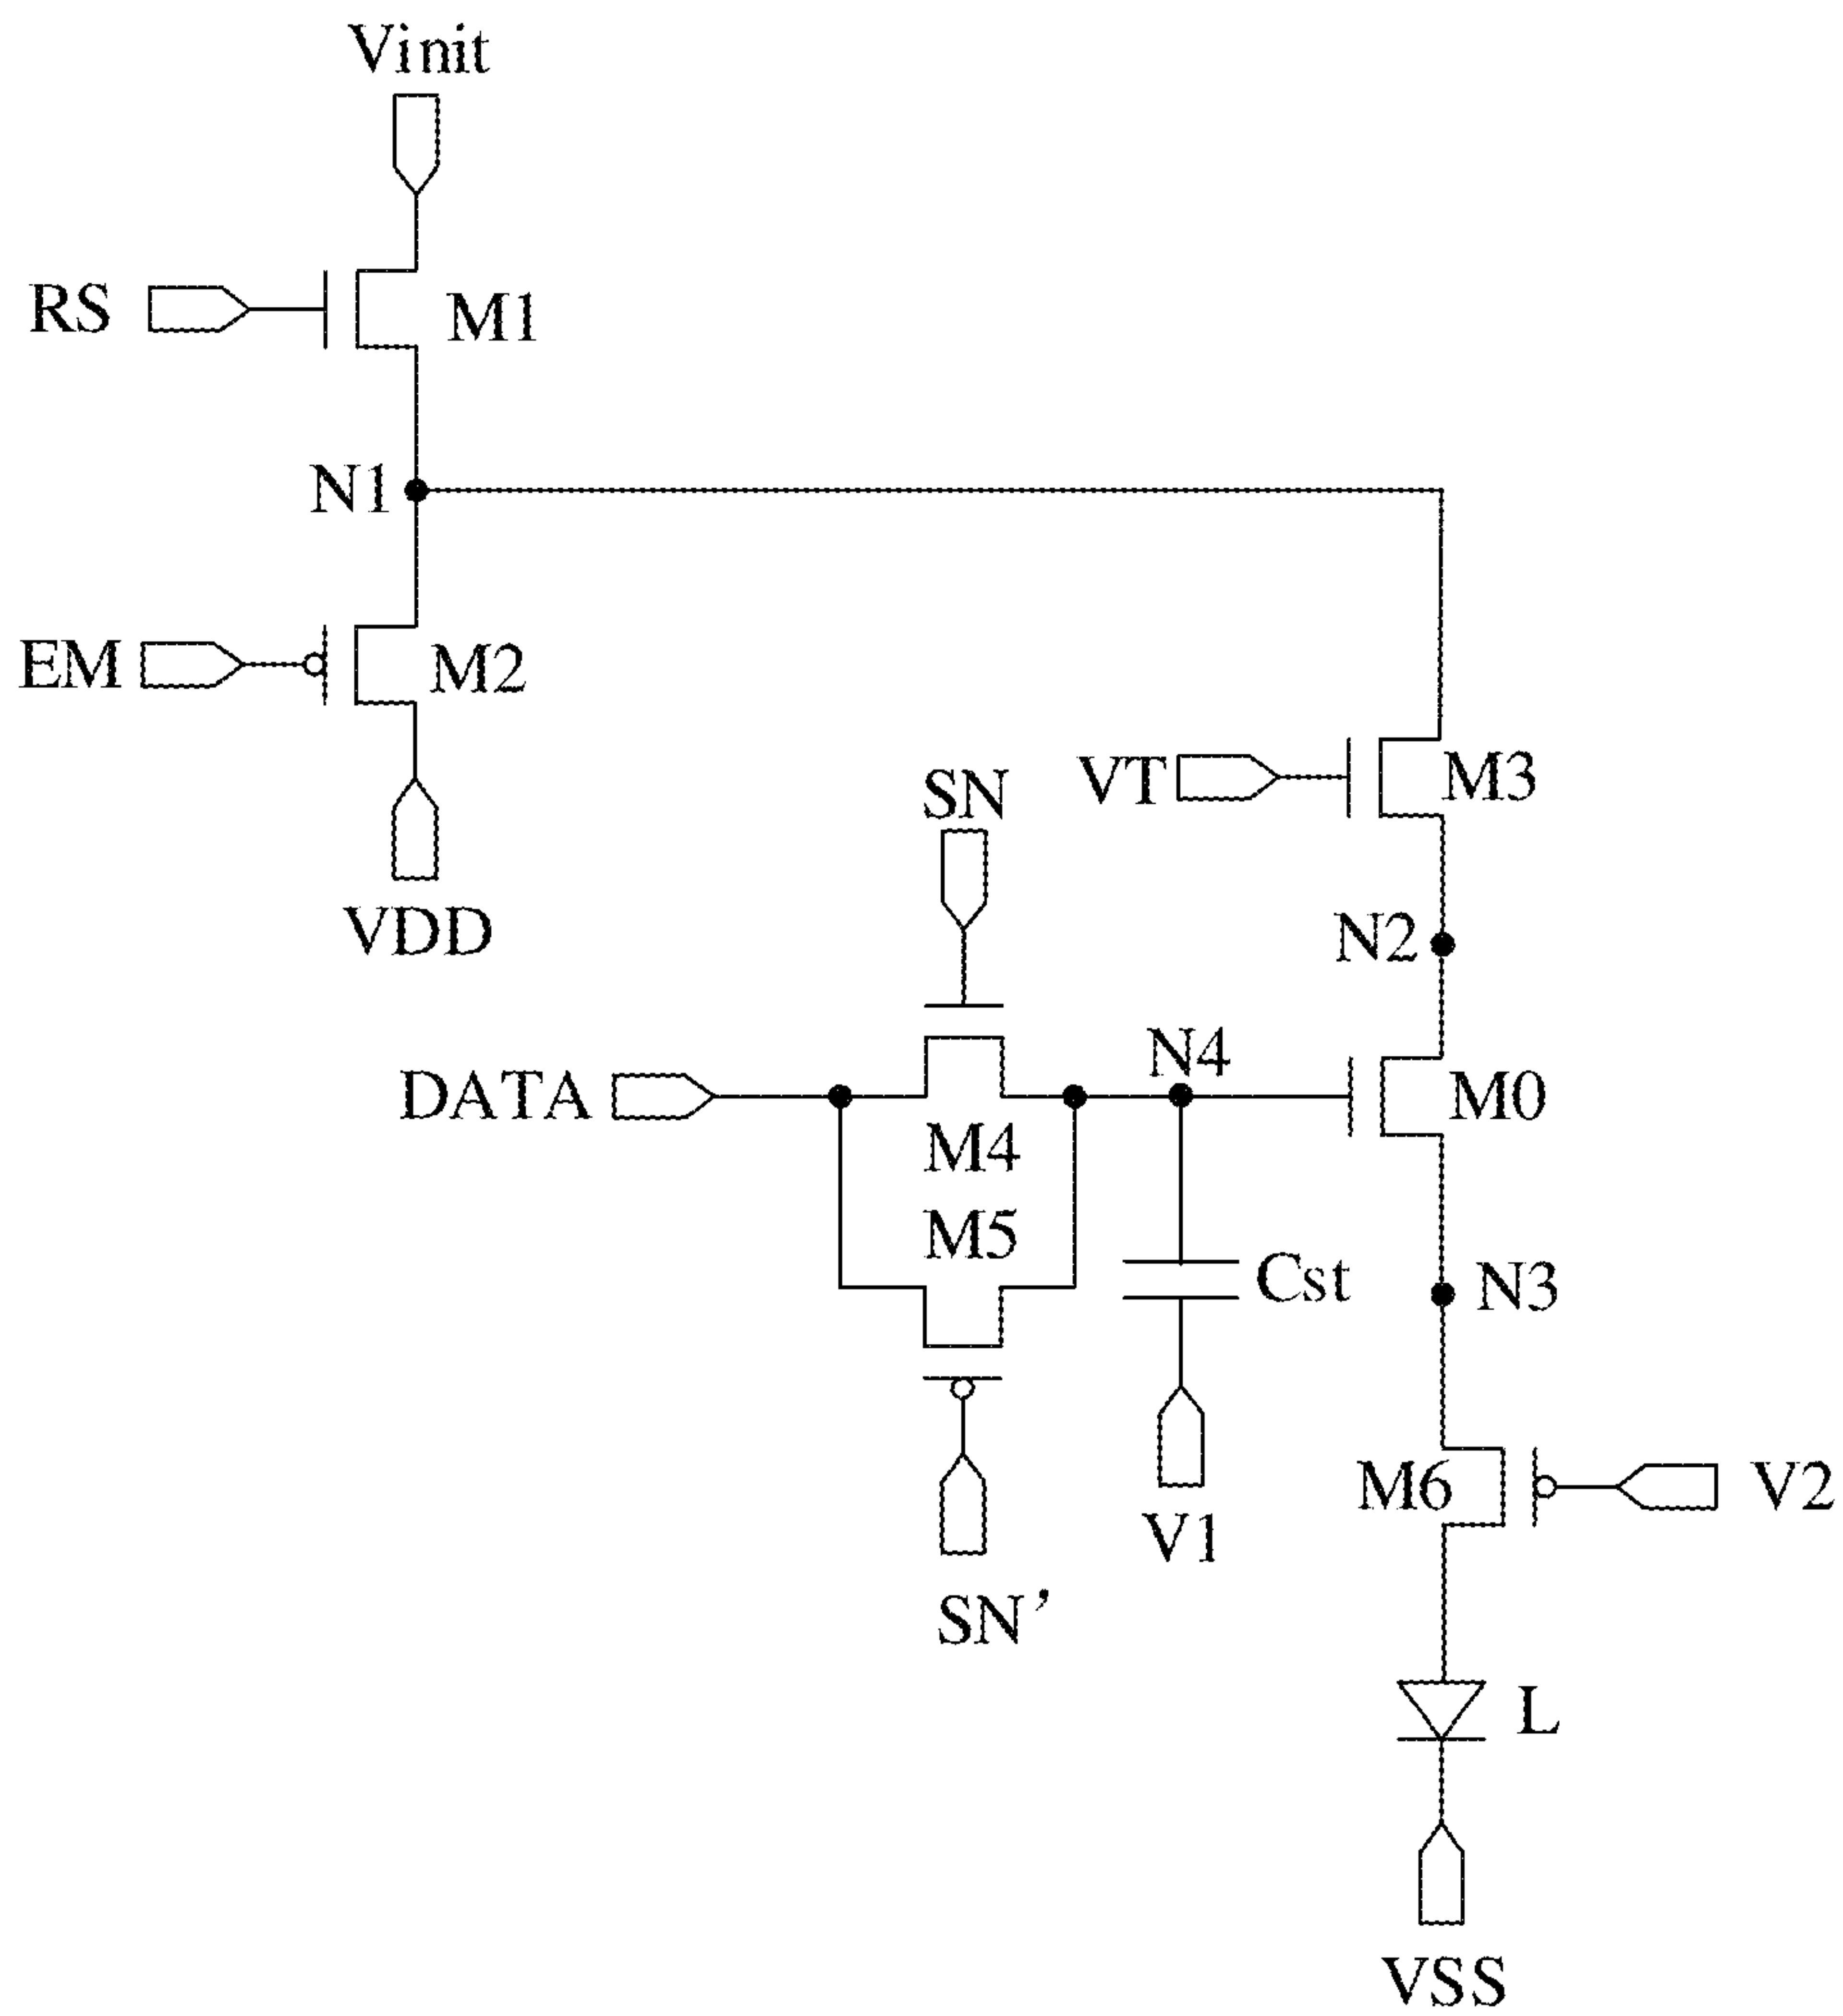 Vinit
RS
M1
N1
EM
M2
VDD
SN
VT
M3
N2
DATA
N4
M0
M4
M5
Cst
N3
M6
V2
V1
SN’
L
VSS